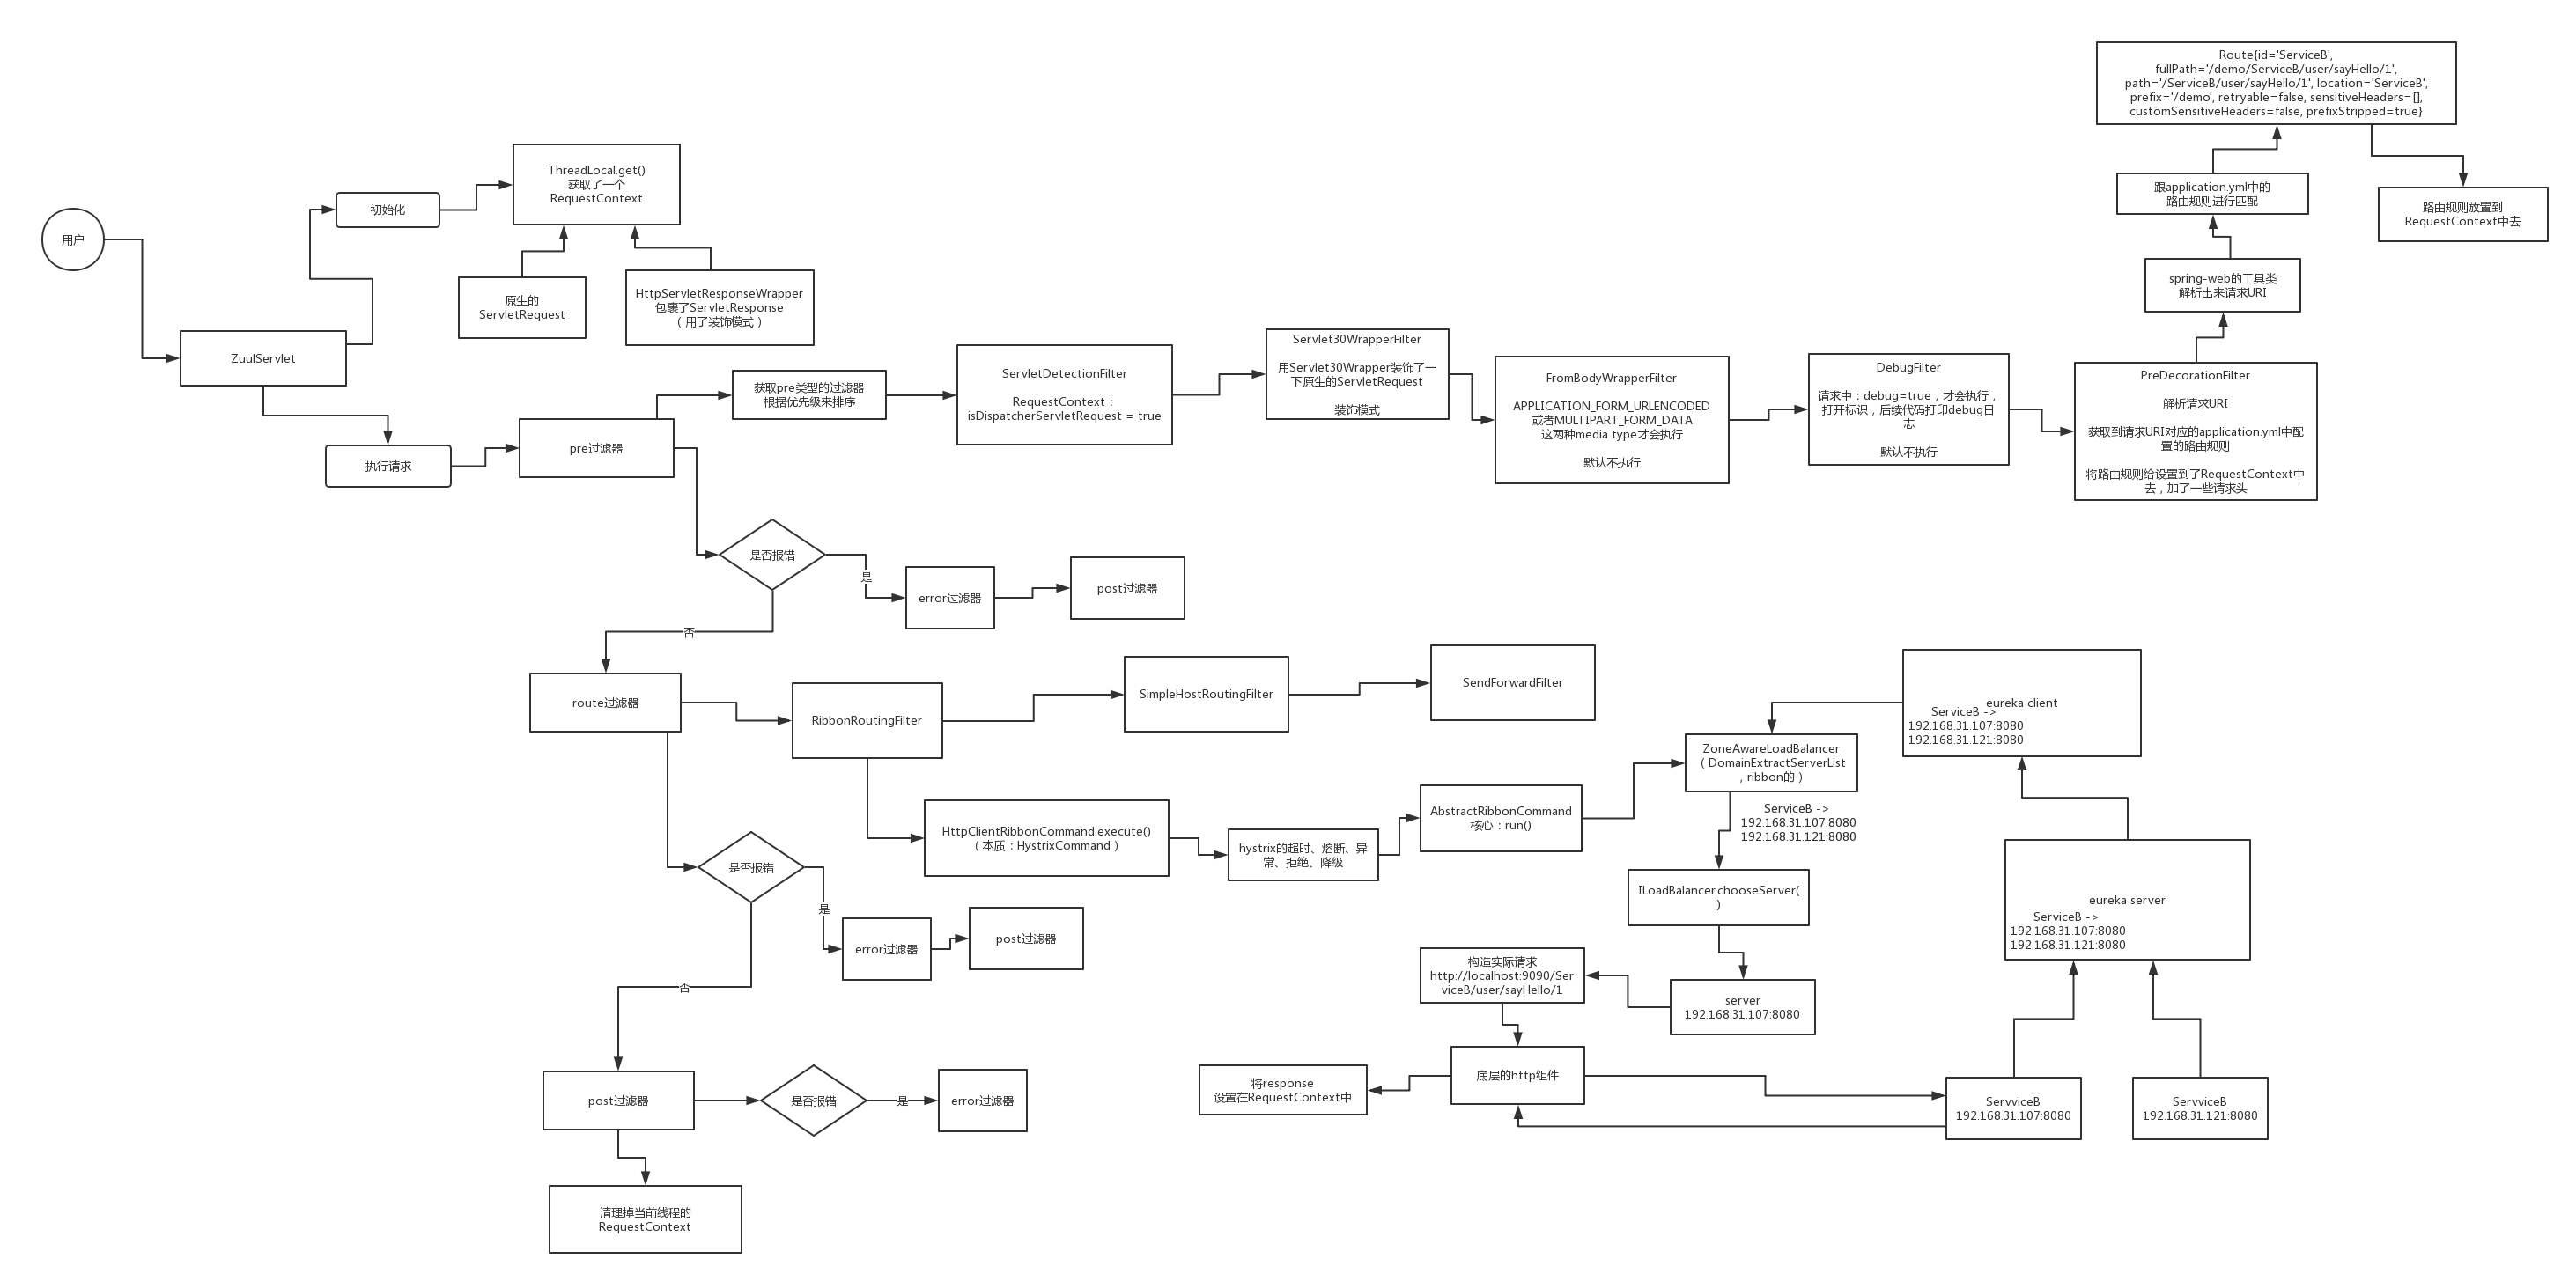 用户
ZuulServlet
初始化
ThreadLocal.get()
获取了一个
RequestContext
原生的
ServletRequest
HttpServletResponseWrapper
包裹了ServletResponse
（用了装饰模式）
执行请求
pre过滤器
获取pre类型的过滤器
根据优先级来排序
ServletDetectionFilter
RequestContext：
isDispatcherServletRequest = true
Servlet30WrapperFilter
用Servlet30Wrapper装饰了一
下原生的ServletRequest
装饰模式
FromBodyWrapperFilter
APPLICATION_FORM_URLENCODED
或者MULTIPART_FORM_DATA
这两种media type才会执行
默认不执行
DebugFilter
请求中：debug=true，才会执行，
打开标识，后续代码打印debug日
志
默认不执行
PreDecorationFilter
解析请求URI
获取到请求URI对应的application.yml中配
置的路由规则
将路由规则给设置到了RequestContext中
去，加了一些请求头
spring-web的工具类
解析出来请求URI
跟application.yml中的
路由规则进行匹配
Route{id='ServiceB',
fullPath='/demo/ServiceB/user/sayHello/1',
path='/ServiceB/user/sayHello/1', location='ServiceB',
prefix='/demo', retryable=false, sensitiveHeaders=[],
customSensitiveHeaders=false, prefixStripped=true}
路由规则放置到
RequestContext中去
是否报错
是
error过滤器
post过滤器
否
route过滤器
RibbonRoutingFilter
SimpleHostRoutingFilter
SendForwardFilter
HttpClientRibbonCommand.execute()
（本质：HystrixCommand）
hystrix的超时、熔断、异
常、拒绝、降级
AbstractRibbonCommand
核心：run()
ZoneAwareLoadBalancer
（DomainExtractServerList
，ribbon的）
eureka client
ServiceB ->
192.168.31.107:8080
192.168.31.121:8080
ServiceB ->
192.168.31.107:8080
192.168.31.121:8080
ILoadBalancer.chooseServer(
)
eureka server
ServiceB ->
192.168.31.107:8080
192.168.31.121:8080
server
192.168.31.107:8080
构造实际请求
http://localhost:9090/Ser
viceB/user/sayHello/1
底层的http组件
将response
设置在RequestContext中
ServviceB
192.168.31.107:8080
ServviceB
192.168.31.121:8080
是否报错
是
error过滤器
post过滤器
否
post过滤器
是否报错
是
error过滤器
清理掉当前线程的
RequestContext